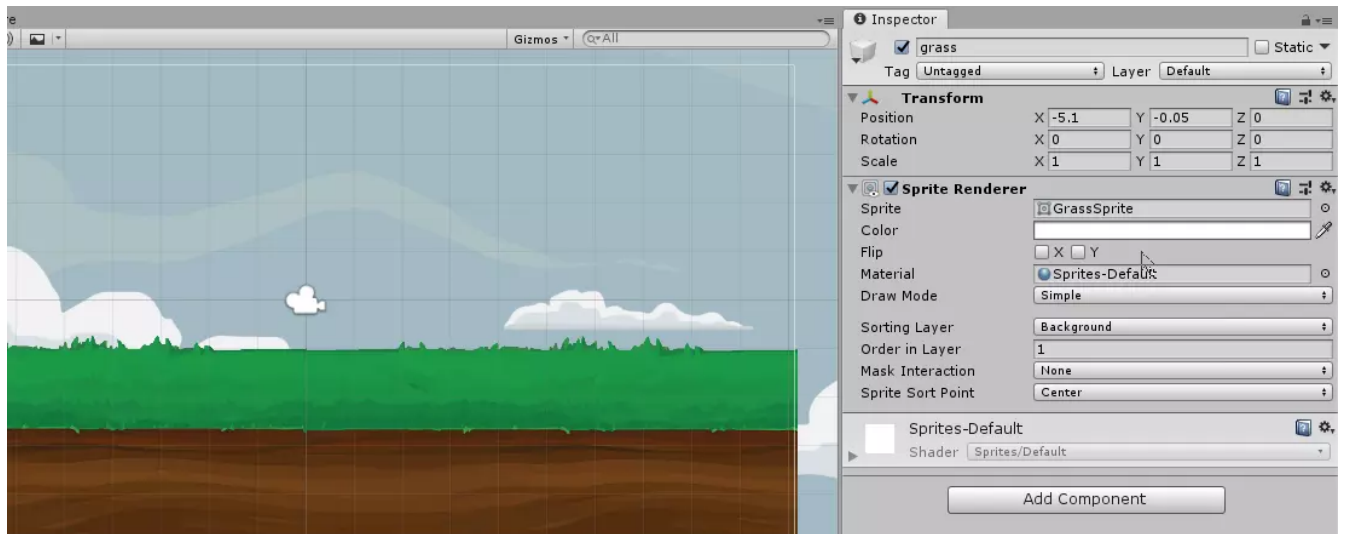 re
Gizmos
All
Inspector
grass
Static
Tag Untagged Layer Default
Transform
Position X -5.1 Y -0.05 Z 0
Rotation X 0 Y 0 Z 0
Scale X 1 Y 1 Z 1
Sprite Renderer
Sprite GrassSprite
Color
Flip X Y
Material Sprites-Default
Draw Mode Simple
Sorting Layer Background
Order in Layer 1
Mask Interaction None
Sprite Sort Point Center
Sprites-Default
Shader Sprites/Default
Add Component